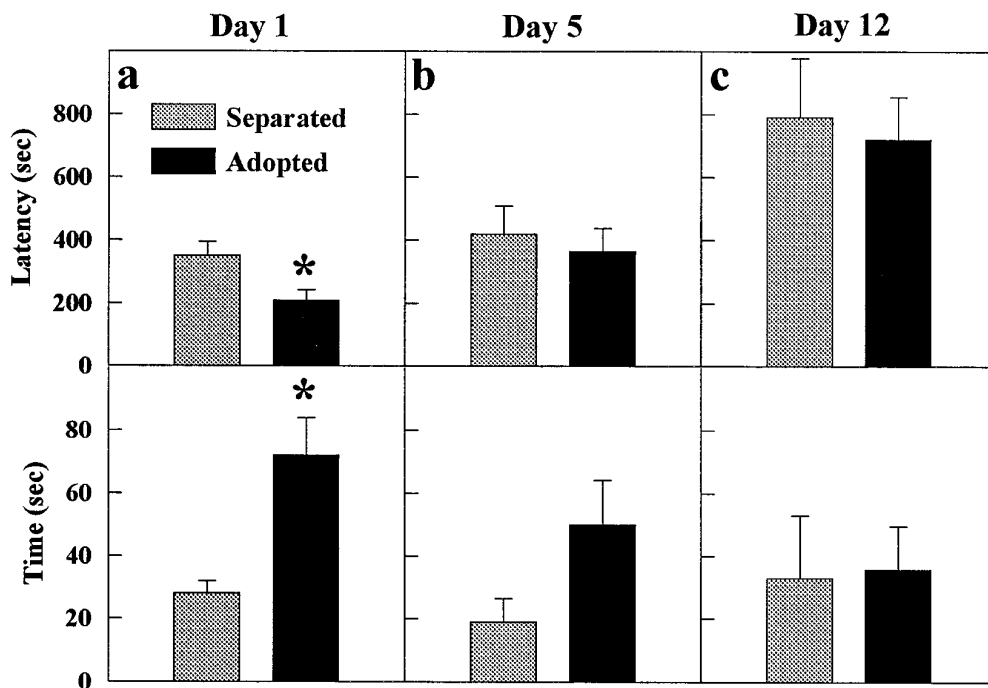 Day 1 Day 5 Day 12
a b c
Separated
Adopted
Latency (sec)
800
600
400
200
0
*
Time (sec)
80
60
40
20
0
*